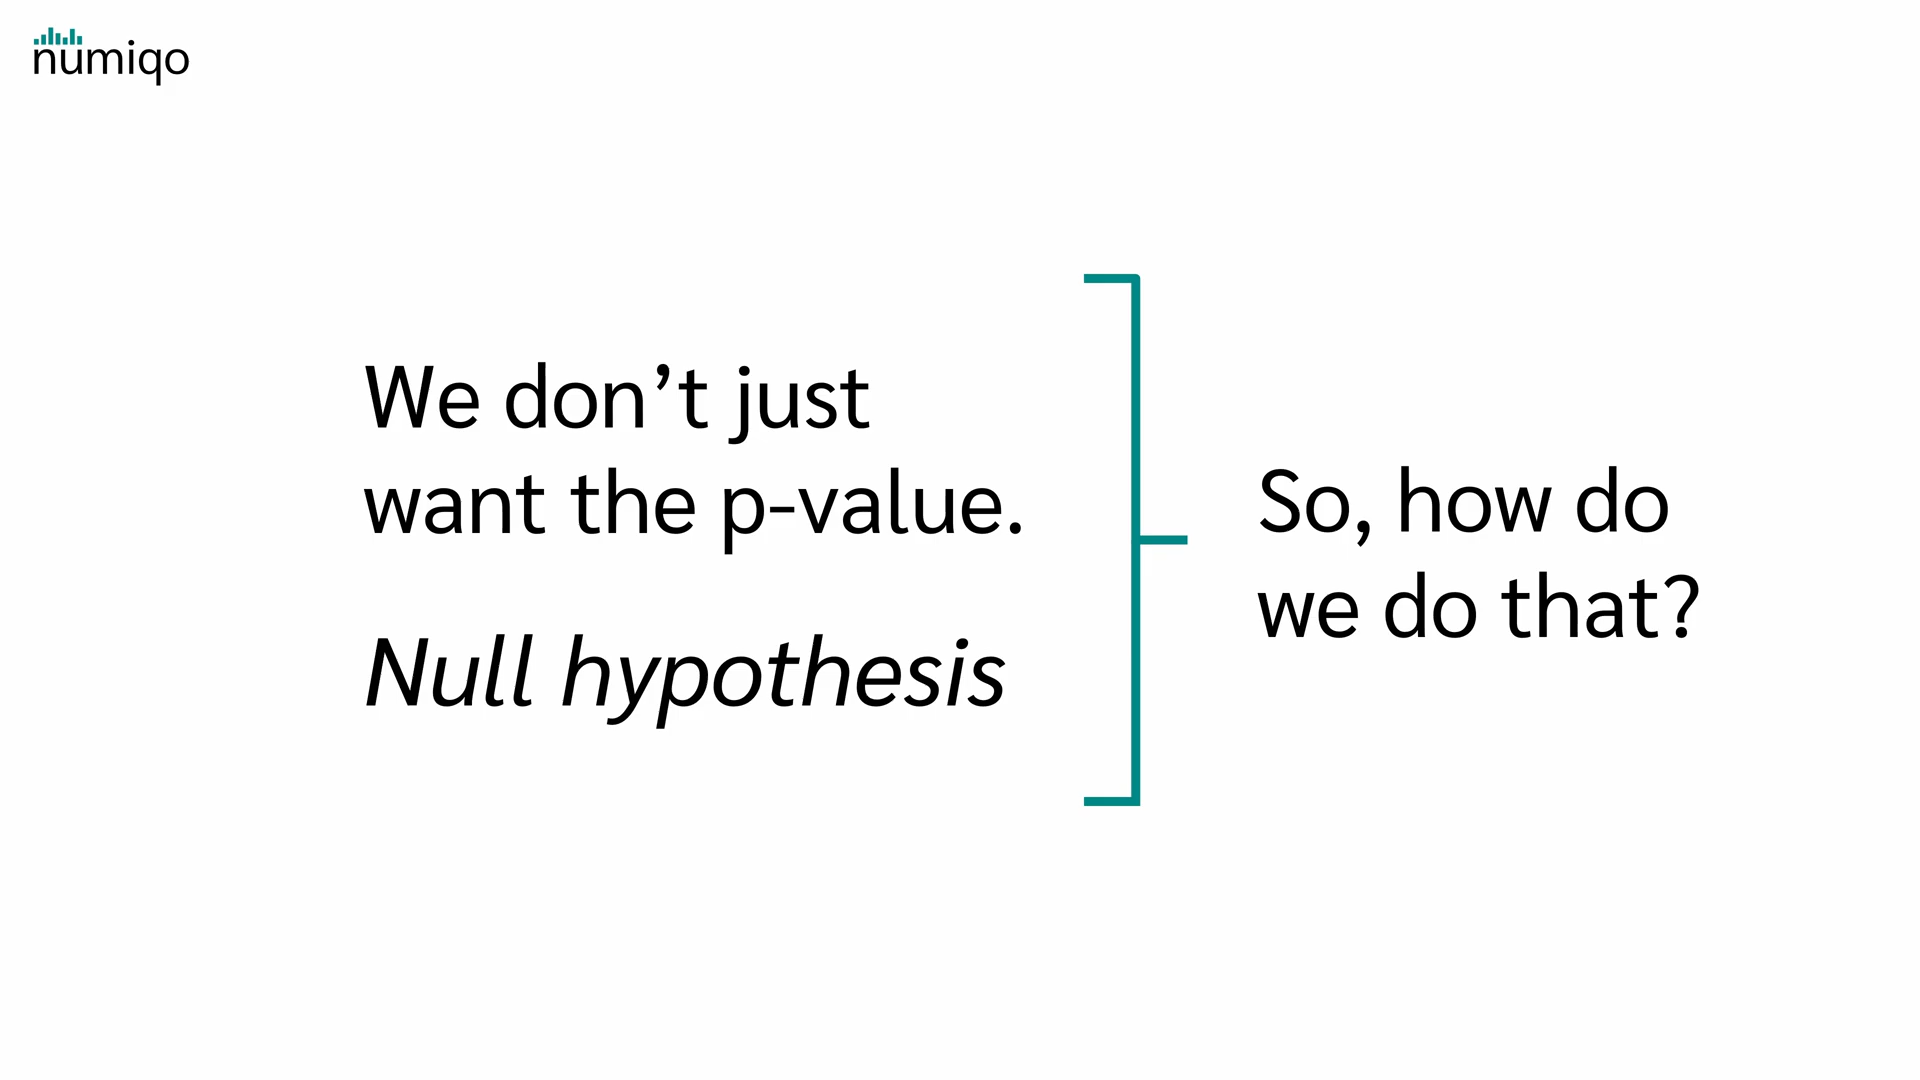 numiqo
We don’t just
want the p-value.
Null hypothesis
So, how do
we do that?